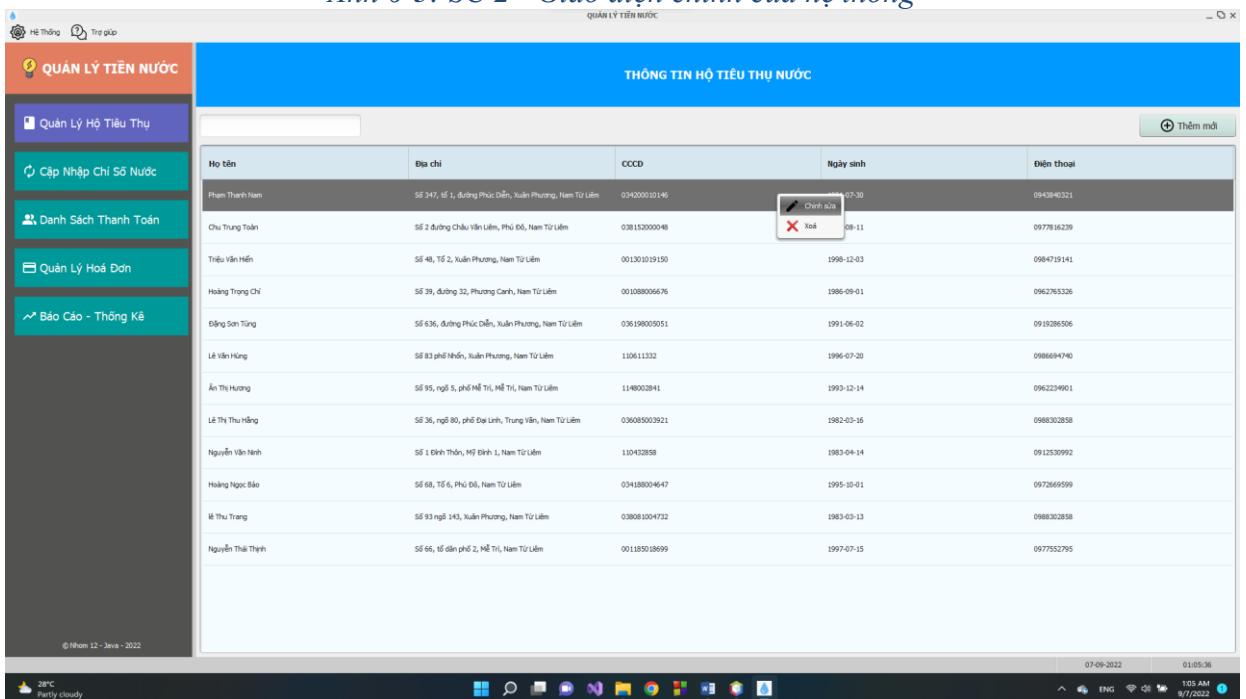 QUẢN LÝ TIỀN NƯỚC
Hệ Thống Trợ giúp
QUẢN LÝ TIỀN NƯỚC
THÔNG TIN HỘ TIÊU THỤ NƯỚC
Quản Lý Hộ Tiêu Thụ
Thêm mới
Cập Nhập Chỉ Số Nước
Danh Sách Thanh Toán
Quản Lý Hoá Đơn
Báo Cáo - Thống Kê
Họ tên Địa chỉ CCCD Ngày sinh Điện thoại
Phạm Thanh Nam Số 347, tổ 1, đường Phúc Diễn, Xuân Phương, Nam Từ Liêm 034200010146 07-30 0943840321
Chỉnh sửa
Xoá
Chu Trung Toàn Số 2 đường Châu Văn Liêm, Phú Đô, Nam Từ Liêm 038152000048 08-11 0977816239
Triệu Văn Hiến Số 48, Tổ 2, Xuân Phương, Nam Từ Liêm 001301019150 1998-12-03 0984719141
Hoàng Trọng Chí Số 39, đường 32, Phương Canh, Nam Từ Liêm 001088006676 1986-09-01 0962765326
Đặng Sơn Tùng Số 636, đường Phúc Diễn, Xuân Phương, Nam Từ Liêm 036198005051 1991-06-02 0919286506
Lê Văn Hùng Số 83 phố Nhổn, Xuân Phương, Nam Từ Liêm 110611332 1996-07-20 0986694740
Ấn Thị Hương Số 95, ngõ 5, phố Mễ Trì, Mễ Trì, Nam Từ Liêm 1148002841 1993-12-14 0962234901
Lê Thị Thu Hằng Số 36, ngõ 80, phố Đại Linh, Trung Văn, Nam Từ Liêm 036085003921 1982-03-16 0988302858
Nguyễn Văn Ninh Số 1 Đình Thôn, Mỹ Đình 1, Nam Từ Liêm 110432858 1983-04-14 0912530992
Hoàng Ngọc Bảo Số 68, Tổ 6, Phú Đô, Nam Từ Liêm 034188004647 1995-10-01 0972669599
lê Thu Trang Số 93 ngõ 143, Xuân Phương, Nam Từ Liêm 038081004732 1983-03-13 0988302858
Nguyễn Thái Thịnh Số 66, tổ dân phố 2, Mễ Trì, Nam Từ Liêm 001185018699 1997-07-15 0977552795
© Nhom 12 - Java - 2022
07-09-2022 01:05:36
28°C
Partly cloudy
ENG
1:05 AM
9/7/2022